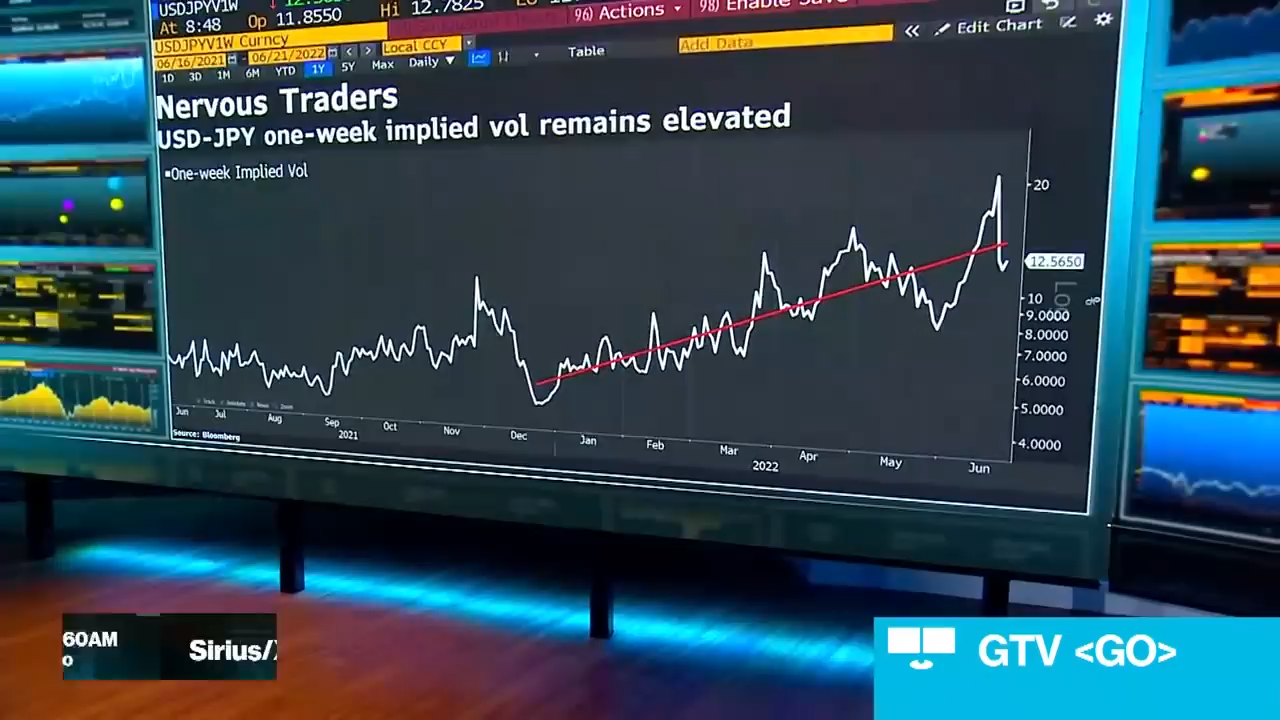 USDJPYV1W
At 8:48 Op 11.8550 Hi 12.7825
96) Actions
98) Enable Save
USDJPYV1W Curncy
06/16/2021 06/21/2022 Local CCY
Add Data
Edit Chart
1D 3D 1M 6M YTD 1Y 5Y Max Daily Table
Nervous Traders
USD-JPY one-week implied vol remains elevated
One-week Implied Vol
20
12.5650
10
9.0000
8.0000
7.0000
6.0000
5.0000
4.0000
Jun Jul Aug Sep Oct Nov Dec Jan Feb Mar Apr May Jun
2021 2022
Source: Bloomberg
60AM
Sirius/
GTV <GO>